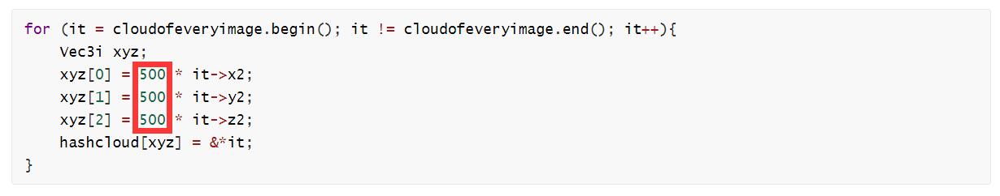 for (it = cloudofeveryimage.begin(); it != cloudofeveryimage.end(); it++){
    Vec3i xyz;
    xyz[0] = 500 * it->x2;
    xyz[1] = 500 * it->y2;
    xyz[2] = 500 * it->z2;
    hashcloud[xyz] = &*it;
}